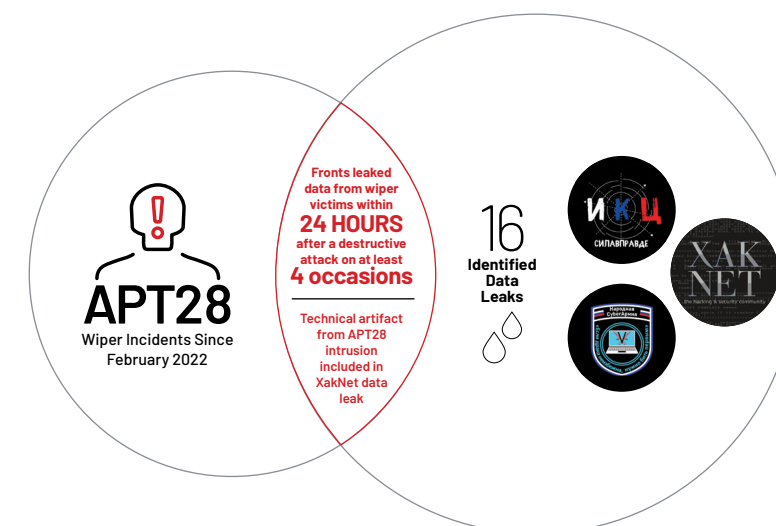 APT28
Wiper Incidents Since
February 2022
Fronts leaked
data from wiper
victims within
24 HOURS
after a destructive
attack on at least
4 occasions
Technical artifact
from APT28
intrusion
included in
XakNet data
leak
16
Identified
Data
Leaks
ИКЦ
СИЛАВПРАВДЕ
XAK
NET
the hacking & security community
Народная
CyberАрмия